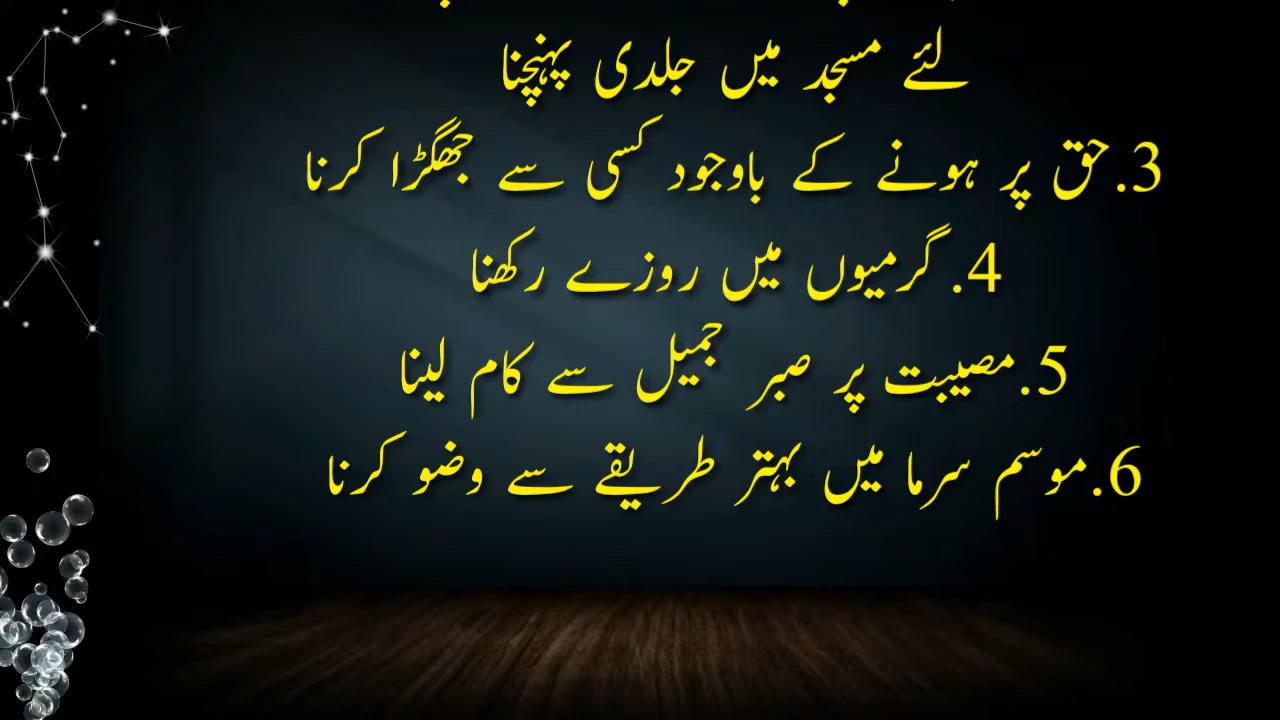 لئے مسجد میں جلدی پہنچنا
3.حق پر ہونے کے باوجود کسی سے جھگڑا کرنا
4. گرمیوں میں روزے رکھنا
5.مصیبت پر صبر جمیل سے کام لینا
6.موسم سرما میں بہتر طریقے سے وضو کرنا